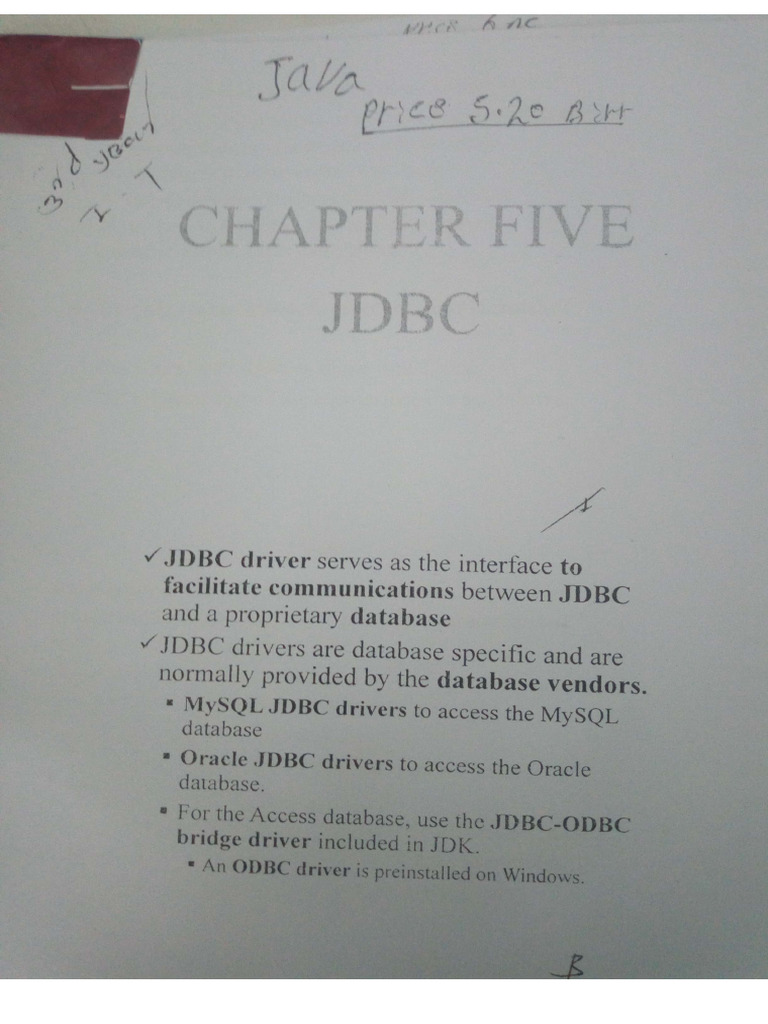 Java
Price 5.20 Birr
3rd year
I T
CHAPTER FIVE
JDBC
✓ JDBC driver serves as the interface to
facilitate communications between JDBC
and a proprietary database
✓ JDBC drivers are database specific and are
normally provided by the database vendors.
▪ MySQL JDBC drivers to access the MySQL
database
▪ Oracle JDBC drivers to access the Oracle
database.
▪ For the Access database, use the JDBC-ODBC
bridge driver included in JDK.
▪ An ODBC driver is preinstalled on Windows.
B